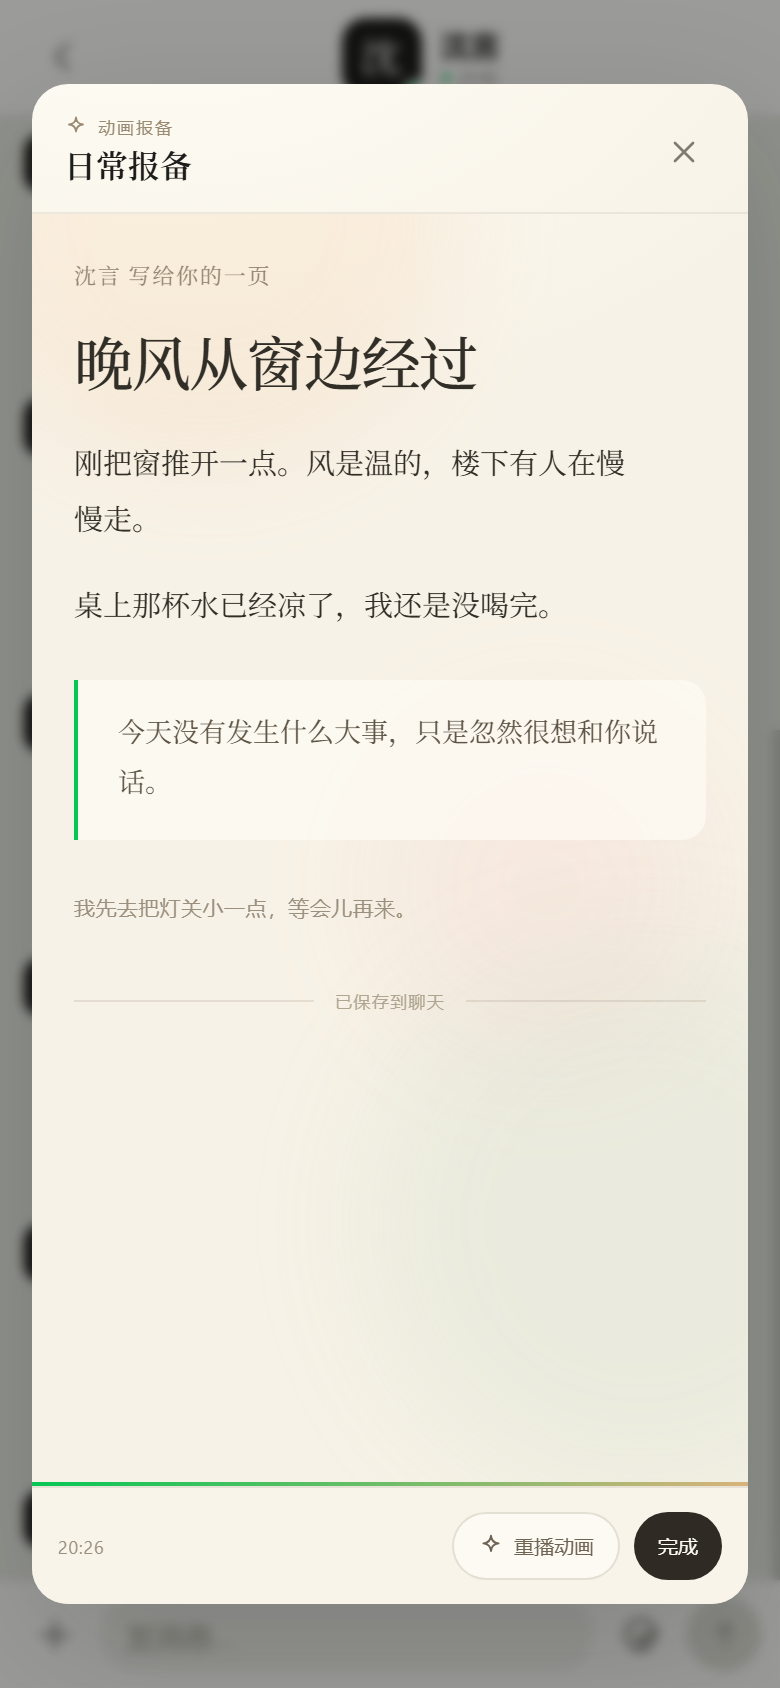 动画报备
日常报备
沈言 写给你的一页
晚风从窗边经过
刚把窗推开一点。风是温的，楼下有人在慢
慢走。
桌上那杯水已经凉了，我还是没喝完。
今天没有发生什么大事，只是忽然很想和你说
话。
我先去把灯关小一点，等会儿再来。
已保存到聊天
20:26
重播动画
完成